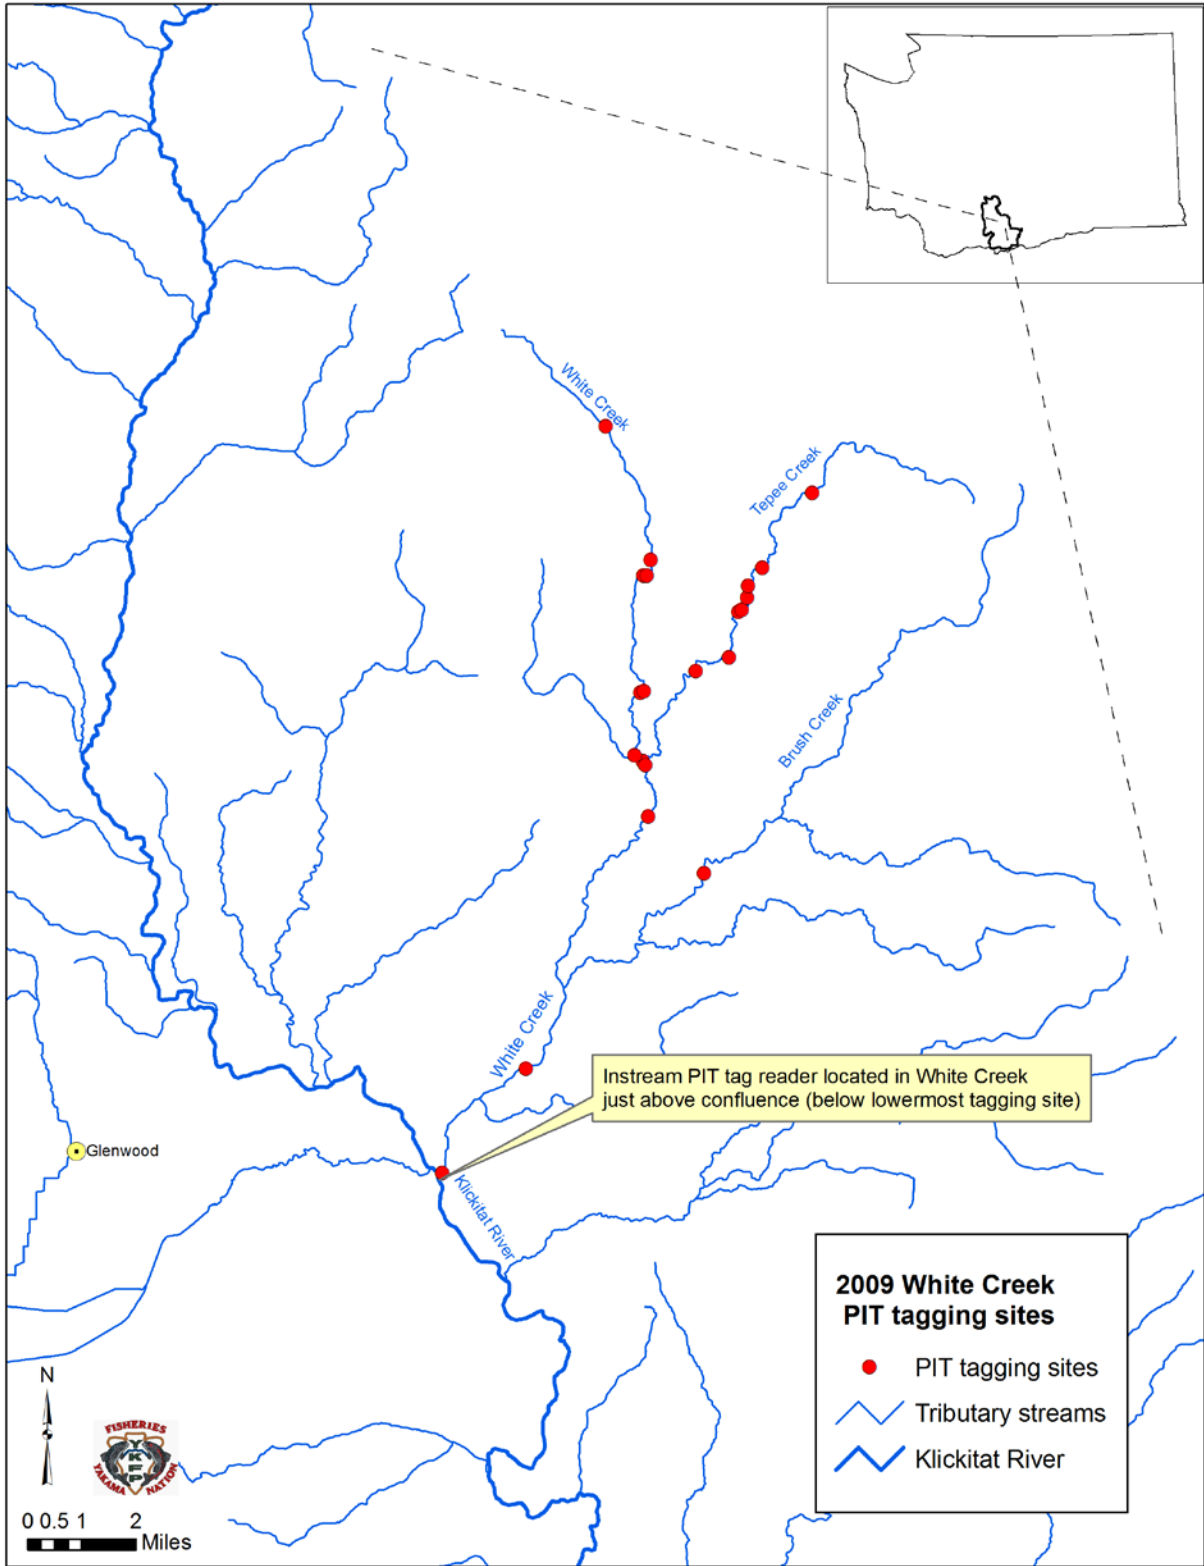 White Creek
Tepee Creek
Brush Creek
White Creek
Instream PIT tag reader located in White Creek
just above confluence (below lowermost tagging site)
Glenwood
Klickitat River
2009 White Creek
PIT tagging sites
PIT tagging sites
Tributary streams
Klickitat River
N
FISHERIES
YKFP
YAKAMA NATION
0 0.5 1 2
Miles